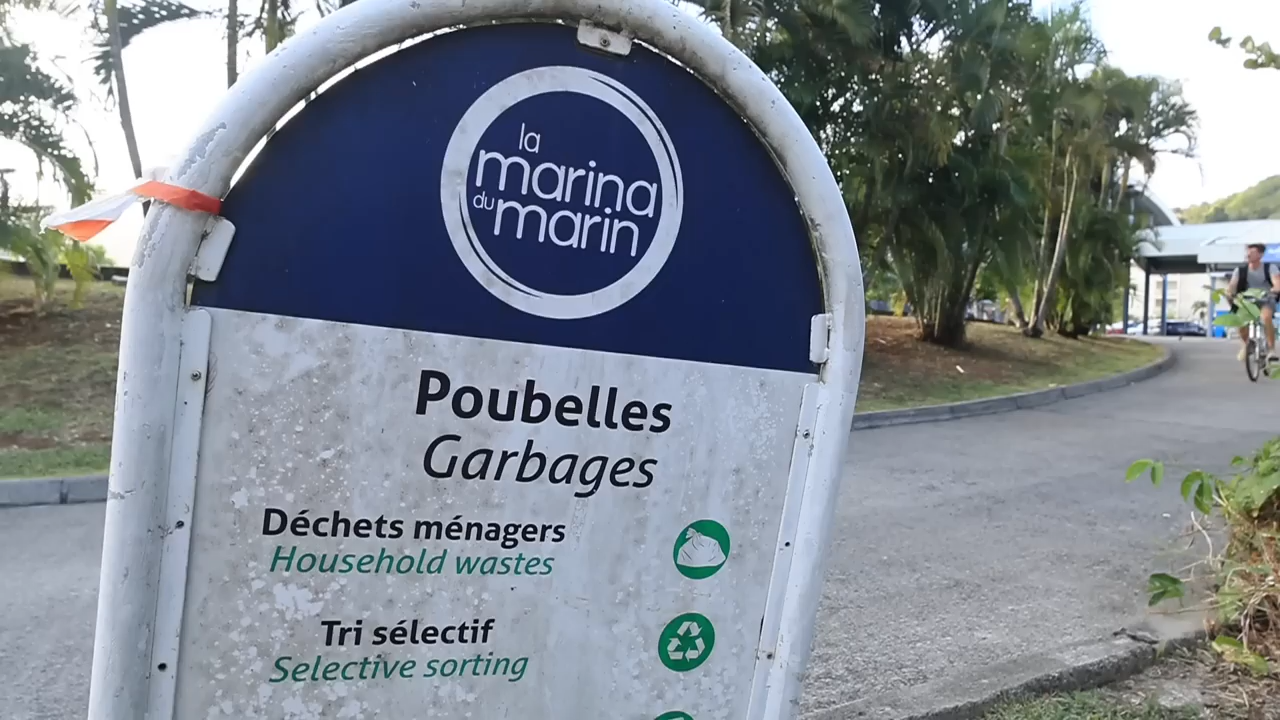 la
marina
du marin
Poubelles
Garbages
Déchets ménagers
Household wastes
Tri sélectif
Selective sorting